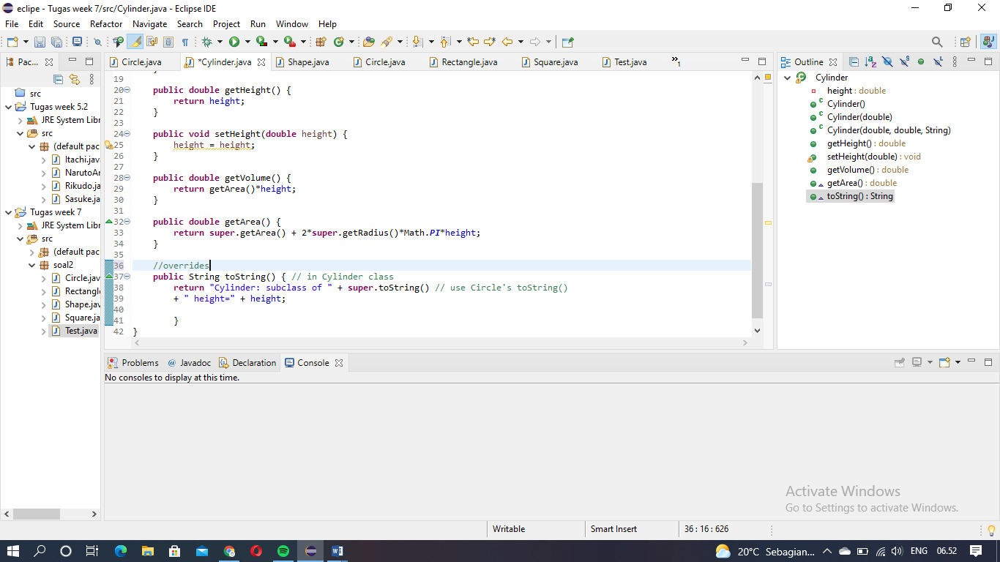 eclipe - Tugas week 7/src/Cylinder.java - Eclipse IDE
File Edit Source Refactor Navigate Search Project Run Window Help
Pac...
src
Tugas week 5.2
JRE System Libr
src
(default pac
Itachi.jav
NarutoAr
Rikudo.ja
Sasuke.ja
Tugas week 7
JRE System Libr
src
(default pac
soal2
Circle.jav
Rectangl
Shape.jav
Square.ja
Test.java
Circle.java *Cylinder.java Shape.java Circle.java Rectangle.java Square.java Test.java »1
19
20 public double getHeight() {
21 return height;
22 }
23
24 public void setHeight(double height) {
25 height = height;
26 }
27
28 public double getVolume() {
29 return getArea()*height;
30 }
31
32 public double getArea() {
33 return super.getArea() + 2*super.getRadius()*Math.PI*height;
34 }
35
36 //overrides
37 public String toString() { // in Cylinder class
38 return "Cylinder: subclass of " + super.toString() // use Circle's toString()
39 + " height=" + height;
40
41 }
42 }
Outline
Cylinder
height : double
Cylinder()
Cylinder(double)
Cylinder(double, double, String)
getHeight() : double
setHeight(double) : void
getVolume() : double
getArea() : double
toString() : String
Problems @ Javadoc Declaration Console
No consoles to display at this time.
Activate Windows
Go to Settings to activate Windows.
Writable Smart Insert 36 : 16 : 626
20°C Sebagian... ENG 06.52